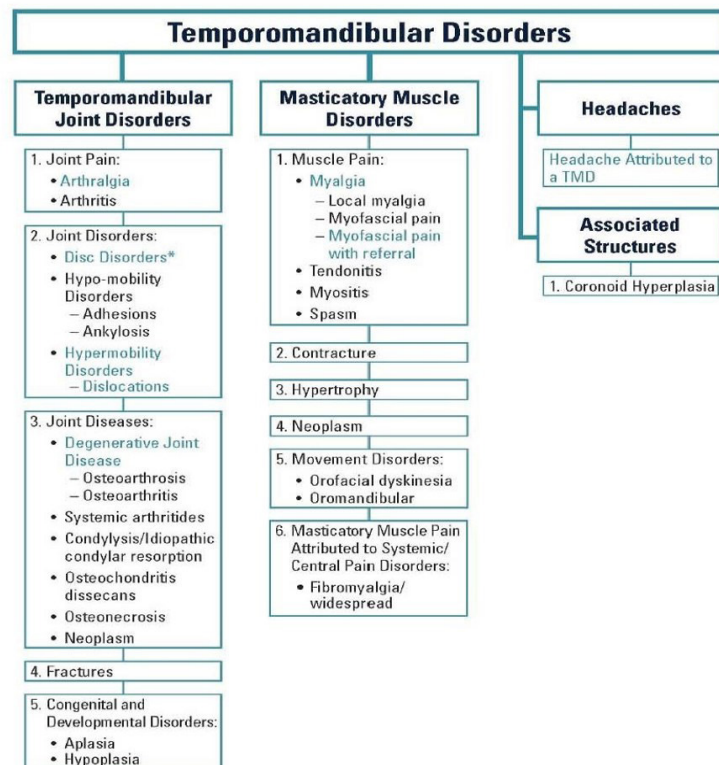 Temporomandibular Disorders
Temporomandibular
Joint Disorders
1. Joint Pain:
• Arthralgia
• Arthritis
2. Joint Disorders:
• Disc Disorders*
• Hypo-mobility
Disorders
– Adhesions
– Ankylosis
• Hypermobility
Disorders
– Dislocations
3. Joint Diseases:
• Degenerative Joint
Disease
– Osteoarthrosis
– Osteoarthritis
• Systemic arthritides
• Condylysis/Idiopathic
condylar resorption
• Osteochondritis
dissecans
• Osteonecrosis
• Neoplasm
4. Fractures
5. Congenital and
Developmental Disorders:
• Aplasia
• Hypoplasia
Masticatory Muscle
Disorders
1. Muscle Pain:
• Myalgia
– Local myalgia
– Myofascial pain
– Myofascial pain
with referral
• Tendonitis
• Myositis
• Spasm
2. Contracture
3. Hypertrophy
4. Neoplasm
5. Movement Disorders:
• Orofacial dyskinesia
• Oromandibular
6. Masticatory Muscle Pain
Attributed to Systemic/
Central Pain Disorders:
• Fibromyalgia/
widespread
Headaches
Headache Attributed to
a TMD
Associated
Structures
1. Coronoid Hyperplasia